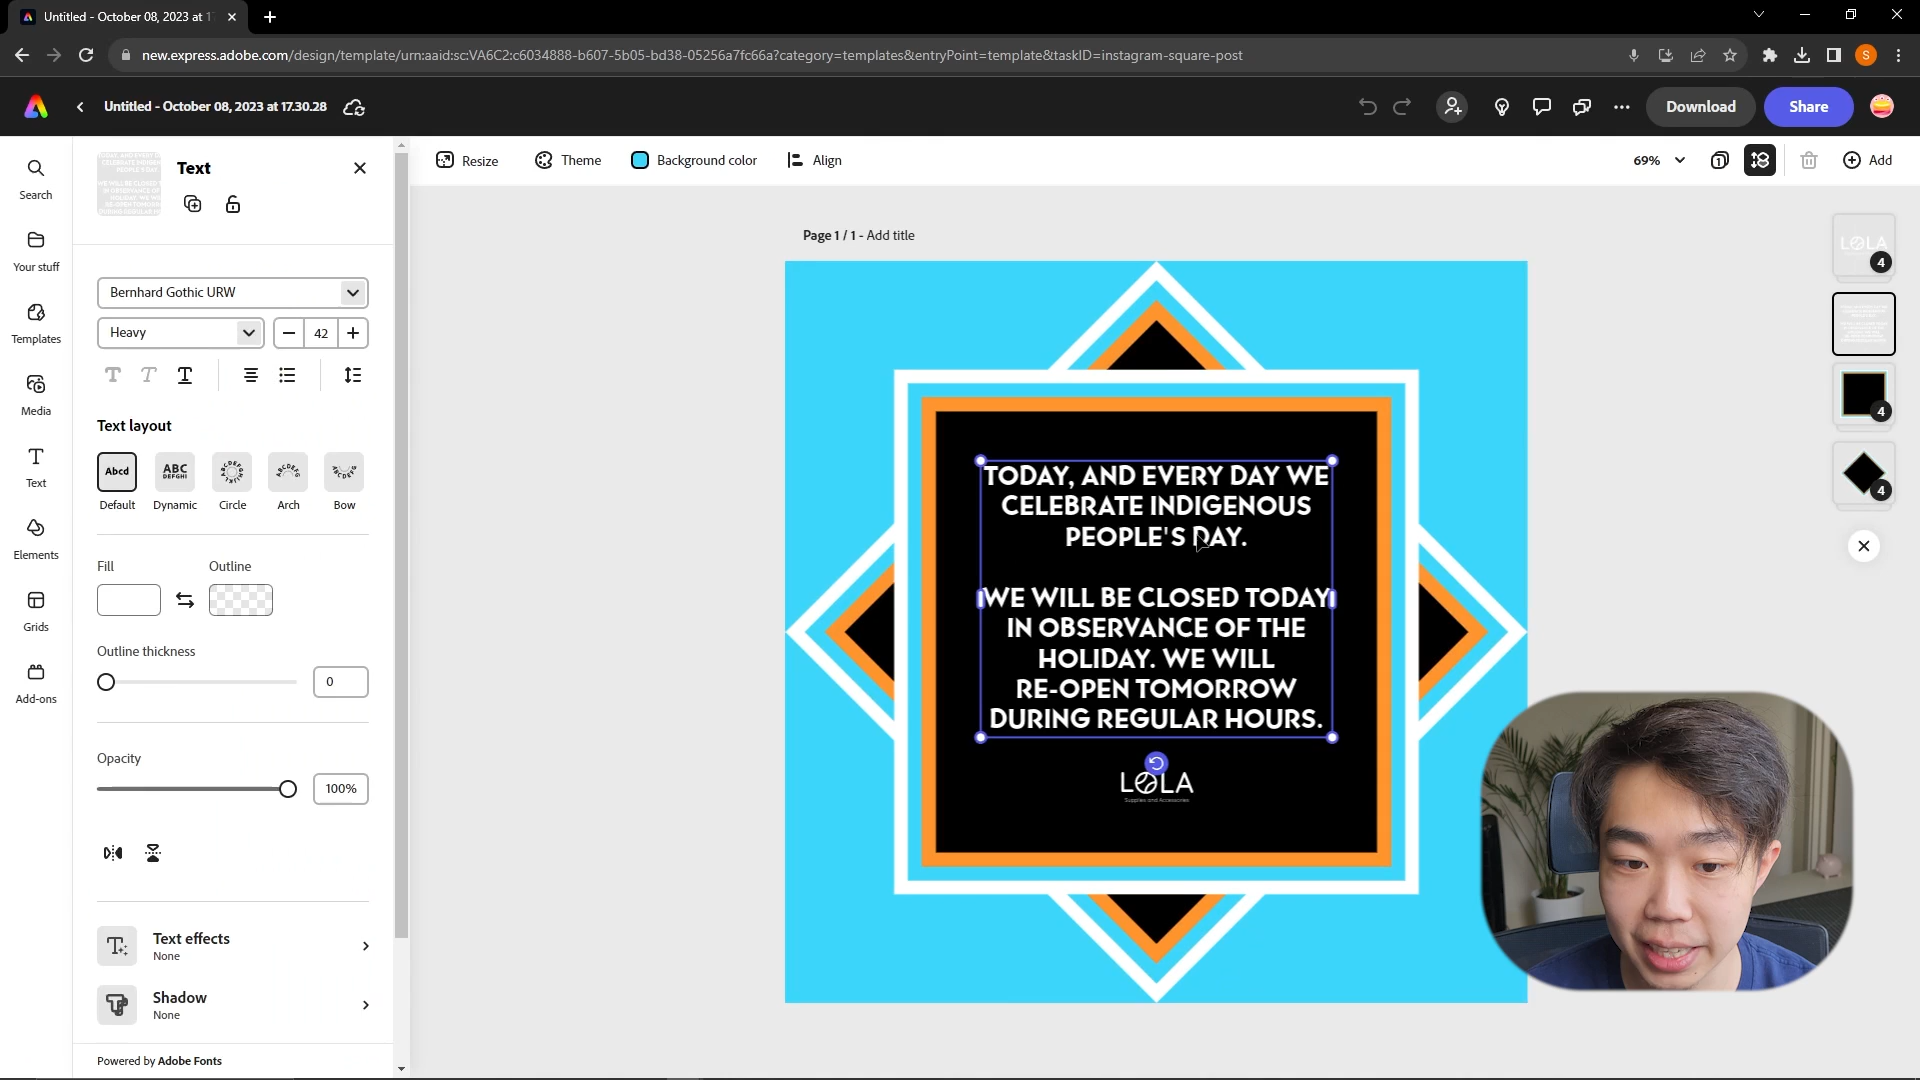 Untitled - October 08, 2023 at 1
new.express.adobe.com/design/template/urn:aaid:sc:VA6C2:c6034888-b607-5b05-bd38-05256a7fc66a?category=templates&entryPoint=template&taskID=instagram-square-post
S
Untitled - October 08, 2023 at 17.30.28
Download
Share
Search
Your stuff
Templates
Media
Text
Elements
Grids
Add-ons
Text
Bernhard Gothic URW
Heavy
42
Text layout
Abcd
ABC
DEFGHI
Default
Dynamic
Circle
Arch
Bow
Fill
Outline
Outline thickness
0
Opacity
100%
Text effects
None
Shadow
None
Powered by Adobe Fonts
Resize
Theme
Background color
Align
69%
1
Add
Page 1 / 1 - Add title
TODAY, AND EVERY DAY WE
CELEBRATE INDIGENOUS
PEOPLE'S DAY.
WE WILL BE CLOSED TODAY
IN OBSERVANCE OF THE
HOLIDAY. WE WILL
RE-OPEN TOMORROW
DURING REGULAR HOURS.
LOLA
Supplies and Accessories
LOLA
4
4
4